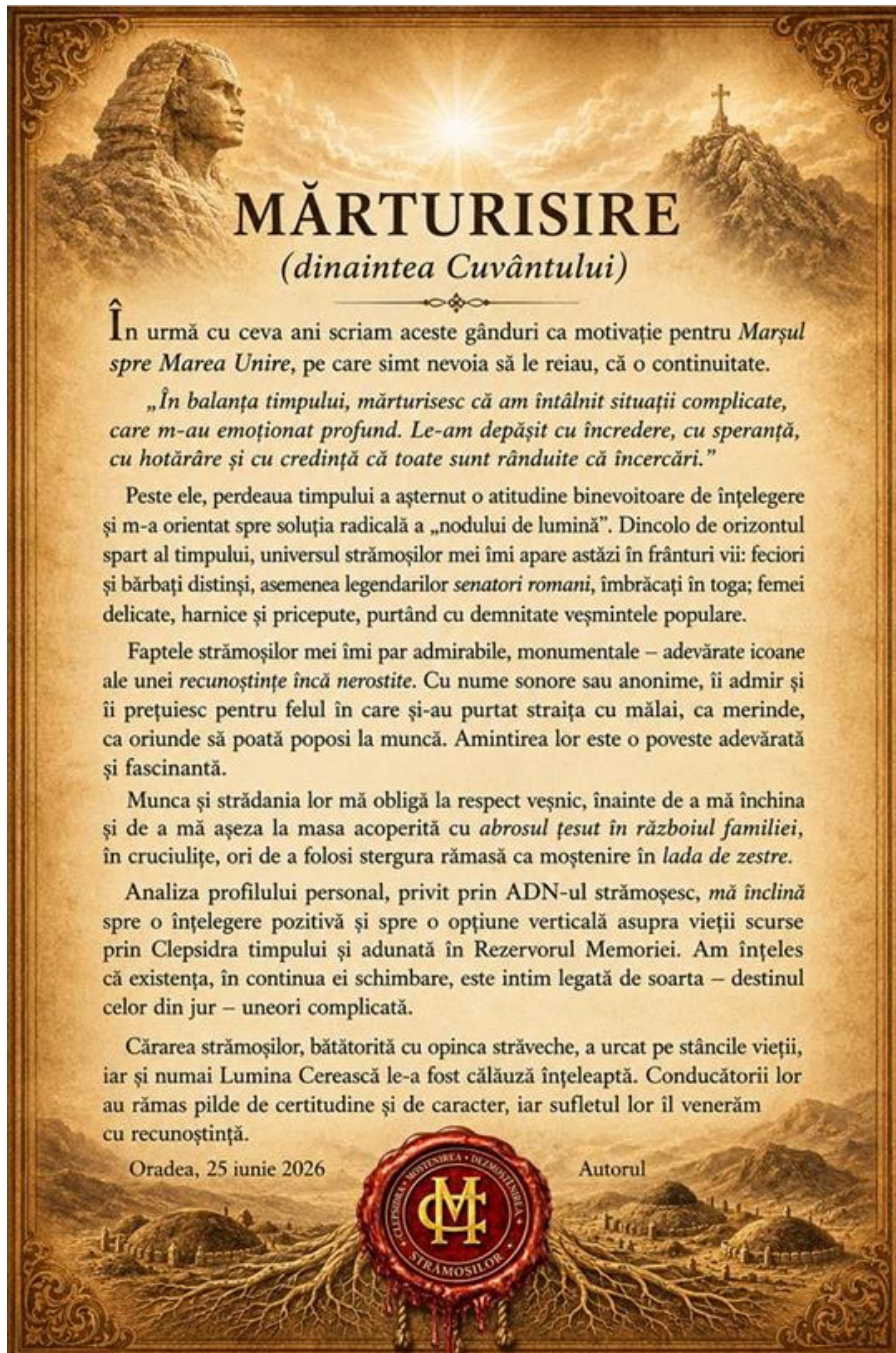 MĂRTURISIRE
(dinaintea Cuvântului)
În urmă cu ceva ani scriam aceste gânduri ca motivație pentru Marșul
spre Marea Unire, pe care simt nevoia să le reiau, că o continuitate.
„În balanța timpului, mărturisesc că am întâlnit situații complicate,
care m-au emoționat profund. Le-am depășit cu încredere, cu speranță,
cu hotărâre și cu credință că toate sunt rânduite că încercări.”
Peste ele, perdeaua timpului a așternut o atitudine binevoitoare de înțelegere
și m-a orientat spre soluția radicală a „nodului de lumină”. Dincolo de orizontul
spart al timpului, universul strămoșilor mei îmi apare astăzi în frânturi vii: feciori
și bărbați distinși, asemenea legendarilor senatori romani, îmbrăcați în toga; femei
delicate, harnice și pricepute, purtând cu demnitate veșmintele populare.
Faptele strămoșilor mei îmi par admirabile, monumentale – adevărate icoane
ale unei recunoștințe încă nerostite. Cu nume sonore sau anonime, îi admir și
îi prețuiesc pentru felul în care și-au purtat straița cu mălai, ca merinde,
ca oriunde să poată poposi la muncă. Amintirea lor este o poveste adevărată
și fascinantă.
Munca și strădania lor mă obligă la respect veșnic, înainte de a mă închina
și de a mă așeza la masa acoperită cu abrosul țesut în războiul familiei,
în cruciulițe, ori de a folosi stergura rămasă ca moștenire în lada de zestre.
Analiza profilului personal, privit prin ADN-ul strămoșesc, mă înclină
spre o înțelegere pozitivă și spre o opțiune verticală asupra vieții scurse
prin Clepsidra timpului și adunată în Rezervorul Memoriei. Am înțeles
că existența, în continua ei schimbare, este intim legată de soarta – destinul
celor din jur – uneori complicată.
Cărarea strămoșilor, bătătorită cu opinca străveche, a urcat pe stâncile vieții,
iar și numai Lumina Cerească le-a fost călăuză înțeleaptă. Conducătorii lor
au rămas pilde de certitudine și de caracter, iar sufletul lor îl venerăm
cu recunoștință.
Oradea, 25 iunie 2026 Autorul
CLEPSIDRA • MOSTENIREA • DEZMOSTENIREA •
STRĂMOSILOR